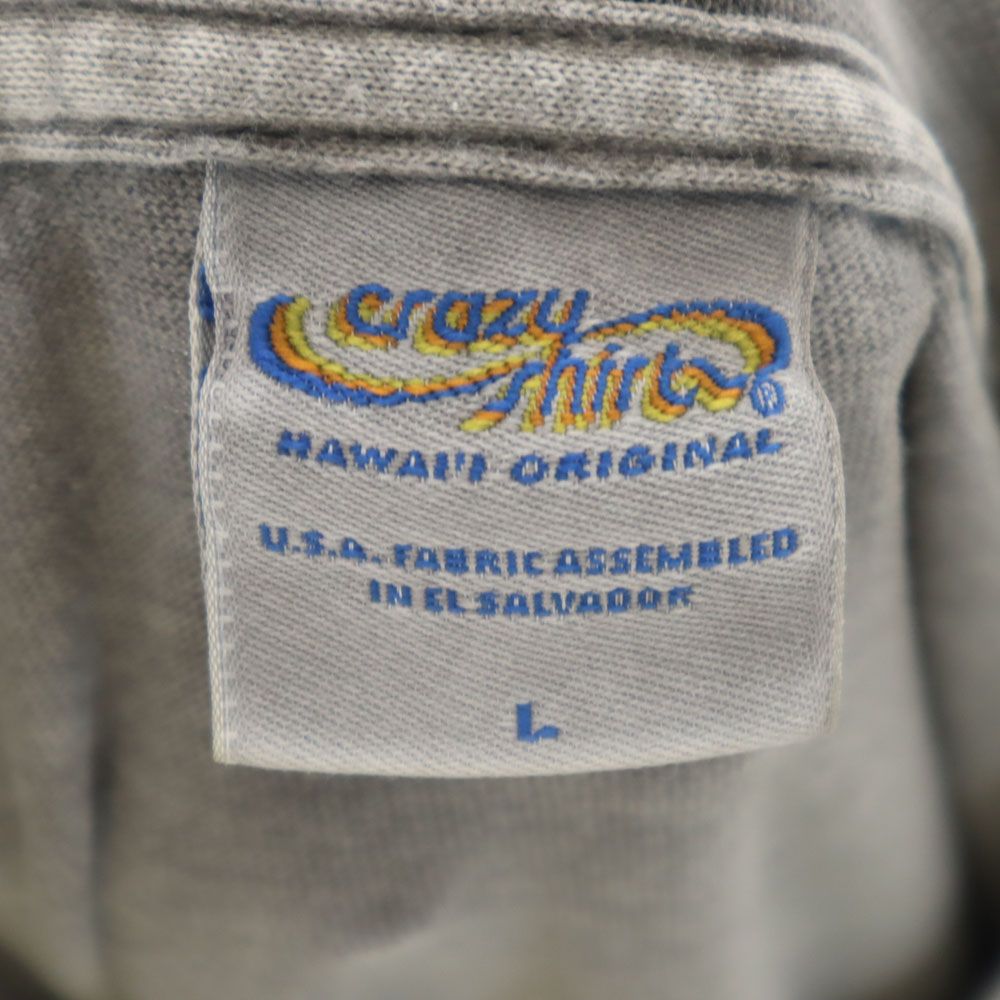 crazy
shirts®
HAWAI'I ORIGINAL
U.S.A. FABRIC ASSEMBLED
IN EL SALVADOR
L